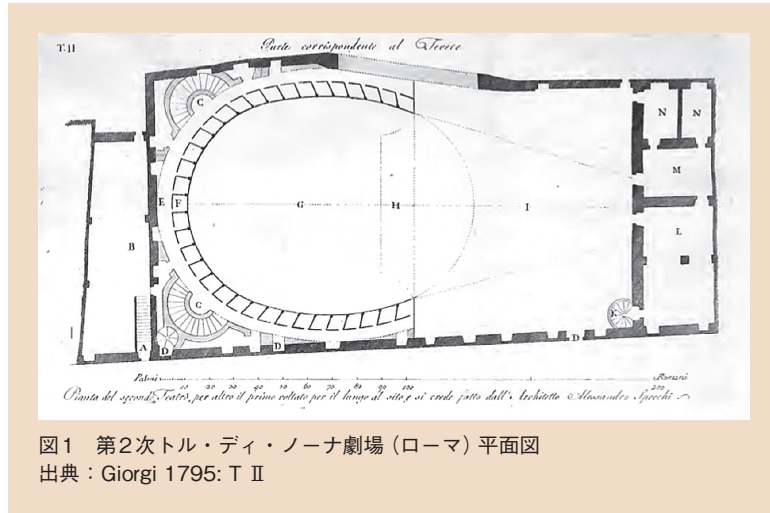 T.II
Parte corrispondente al Tevere
C
N N
M
E F G H I
B
L
C
K
A D D D
Palmi 10 20 30 40 50 60 70 80 90 100 200 Romani
Pianta del secondo Teatro, per altro il primo voltato per il lungo al sito, e si crede fatto dall' Architetto Alessandro Specchi
図1　第2次トル・ディ・ノーナ劇場（ローマ）平面図
出典：Giorgi 1795: T Ⅱ